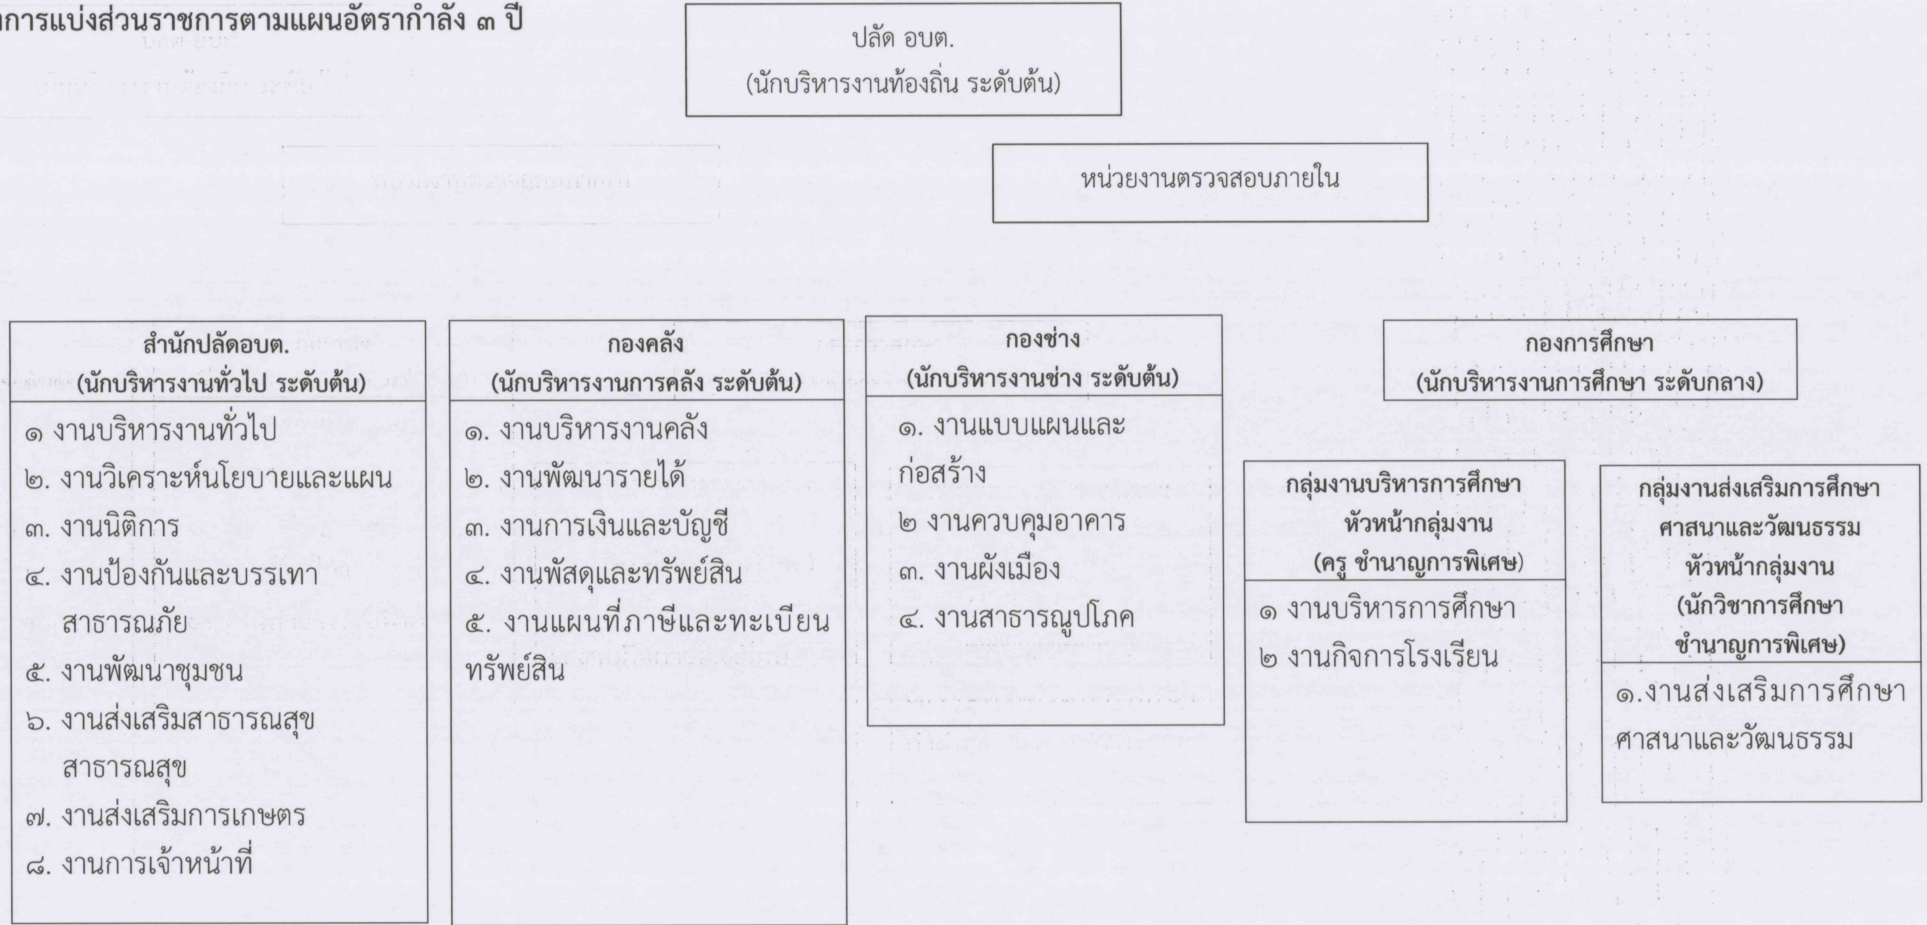 การแบ่งส่วนราชการตามแผนอัตรากำลัง ๓ ปี
ปลัด อบต.
(นักบริหารงานท้องถิ่น ระดับต้น)
หน่วยงานตรวจสอบภายใน
สำนักปลัดอบต.
(นักบริหารงานทั่วไป ระดับต้น)
๑ งานบริหารงานทั่วไป
๒. งานวิเคราะห์นโยบายและแผน
๓. งานนิติการ
๔. งานป้องกันและบรรเทา
สาธารณภัย
๕. งานพัฒนาชุมชน
๖. งานส่งเสริมสาธารณสุข
สาธารณสุข
๗. งานส่งเสริมการเกษตร
๘. งานการเจ้าหน้าที่
กองคลัง
(นักบริหารงานการคลัง ระดับต้น)
๑. งานบริหารงานคลัง
๒. งานพัฒนารายได้
๓. งานการเงินและบัญชี
๔. งานพัสดุและทรัพย์สิน
๕. งานแผนที่ภาษีและทะเบียน
ทรัพย์สิน
กองช่าง
(นักบริหารงานช่าง ระดับต้น)
๑. งานแบบแผนและ
ก่อสร้าง
๒ งานควบคุมอาคาร
๓. งานผังเมือง
๔. งานสาธารณูปโภค
กองการศึกษา
(นักบริหารงานการศึกษา ระดับกลาง)
กลุ่มงานบริหารการศึกษา
หัวหน้ากลุ่มงาน
(ครู ชำนาญการพิเศษ)
๑ งานบริหารการศึกษา
๒ งานกิจการโรงเรียน
กลุ่มงานส่งเสริมการศึกษา
ศาสนาและวัฒนธรรม
หัวหน้ากลุ่มงาน
(นักวิชาการศึกษา
ชำนาญการพิเศษ)
๑.งานส่งเสริมการศึกษา
ศาสนาและวัฒนธรรม